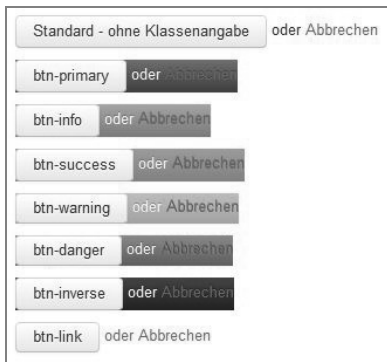 Standard - ohne Klassenangabe oder Abbrechen
btn-primary oder Abbrechen
btn-info oder Abbrechen
btn-success oder Abbrechen
btn-warning oder Abbrechen
btn-danger oder Abbrechen
btn-inverse oder Abbrechen
btn-link oder Abbrechen